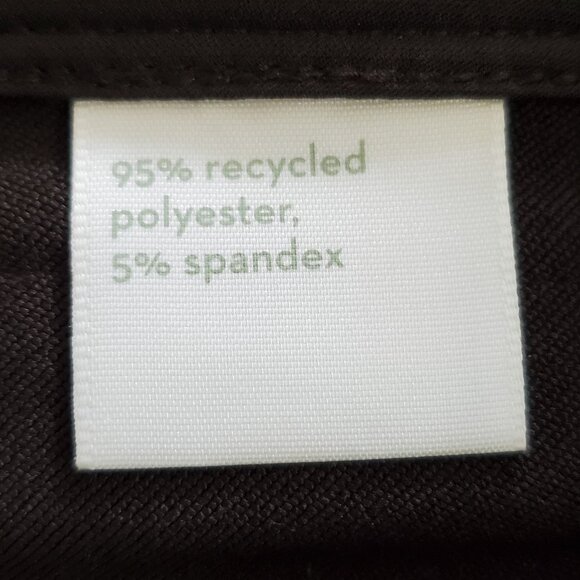 95% recycled
polyester,
5% spandex